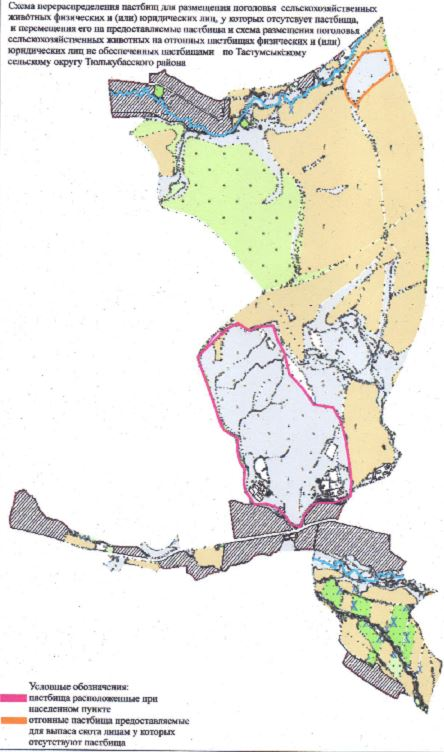 Схема перераспределения пастбищ для размещения поголовья сельскохозяйственных
животных физических и (или) юридических лиц, у которых отсутсвует пастбища,
и перемещения его на предоставляемые пастбища и схема размещения поголовья
сельскохозяйственных животных на отгонных пастбищах физических и (или)
юридических лиц не обеспеченных пастбищами по Тастумсыкскому
сельскому округу Тюлькубасского района
Условные обозначения:
пастбища расположенные при
населенном пункте
отгонные пастбища предоставляемые
для выпаса скота лицам у которых
отсутствуют пастбища